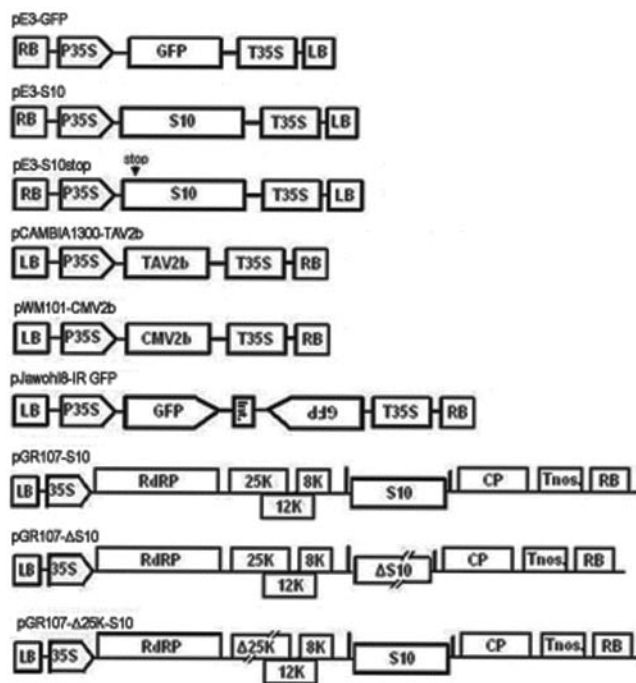 pE3-GFP
RB P35S GFP T35S LB
pE3-S10
RB P35S S10 T35S LB
pE3-S10stop
stop
RB P35S S10 T35S LB
pCAMBIA1300-TAV2b
LB P35S TAV2b T35S RB
pWM101-CMV2b
LB P35S CMV2b T35S RB
pJawohl8-IR GFP
LB P35S GFP Int. GFP T35S RB
pGR107-S10
LB 35S RdRP 25K 8K S10 CP Tnos. RB
12K
pGR107-ΔS10
LB 35S RdRP 25K 8K ΔS10 CP Tnos. RB
12K
pGR107-Δ25K-S10
LB 35S RdRP Δ25K 8K S10 CP Tnos. RB
12K